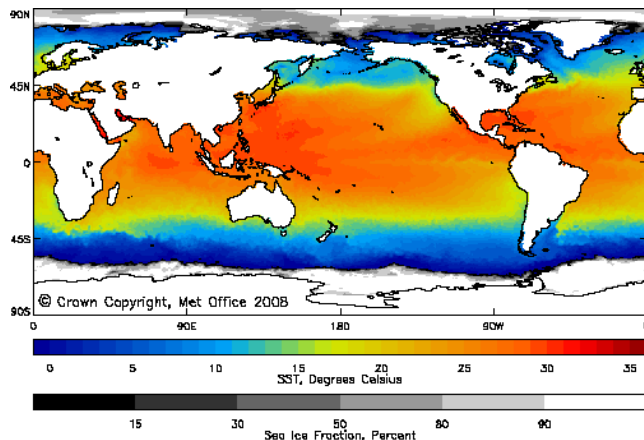 90N
45N
0
45S
90S
© Crown Copyright, Met Office 2008
0 90E 180 90W 0
0 5 10 15 20 25 30 35
SST, Degrees Celsius
15 30 50 80 90
Sea Ice Fraction, Percent